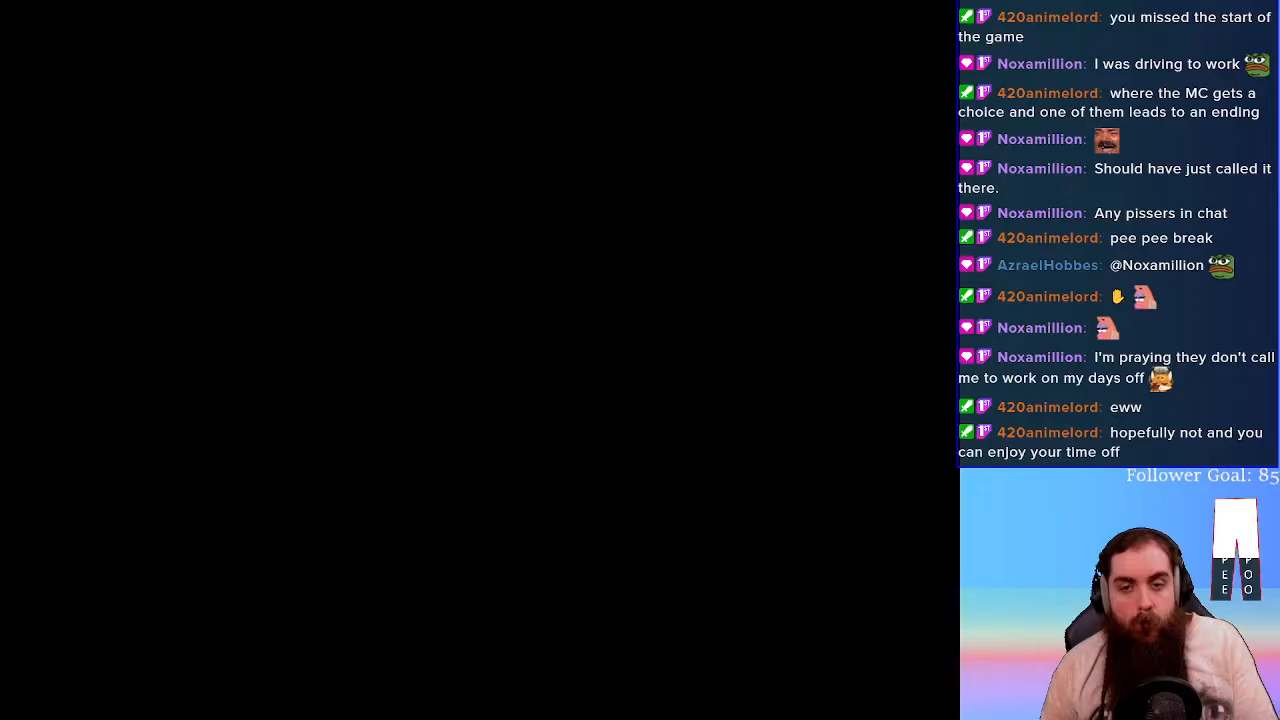 420animelord: you missed the start of
the game
Noxamillion: I was driving to work
420animelord: where the MC gets a
choice and one of them leads to an ending
Noxamillion:
Noxamillion: Should have just called it
there.
Noxamillion: Any pissers in chat
420animelord: pee pee break
AzraelHobbes: @Noxamillion
420animelord:
Noxamillion:
Noxamillion: I'm praying they don't call
me to work on my days off
420animelord: eww
420animelord: hopefully not and you
can enjoy your time off
Follower Goal: 85
PEE
POO